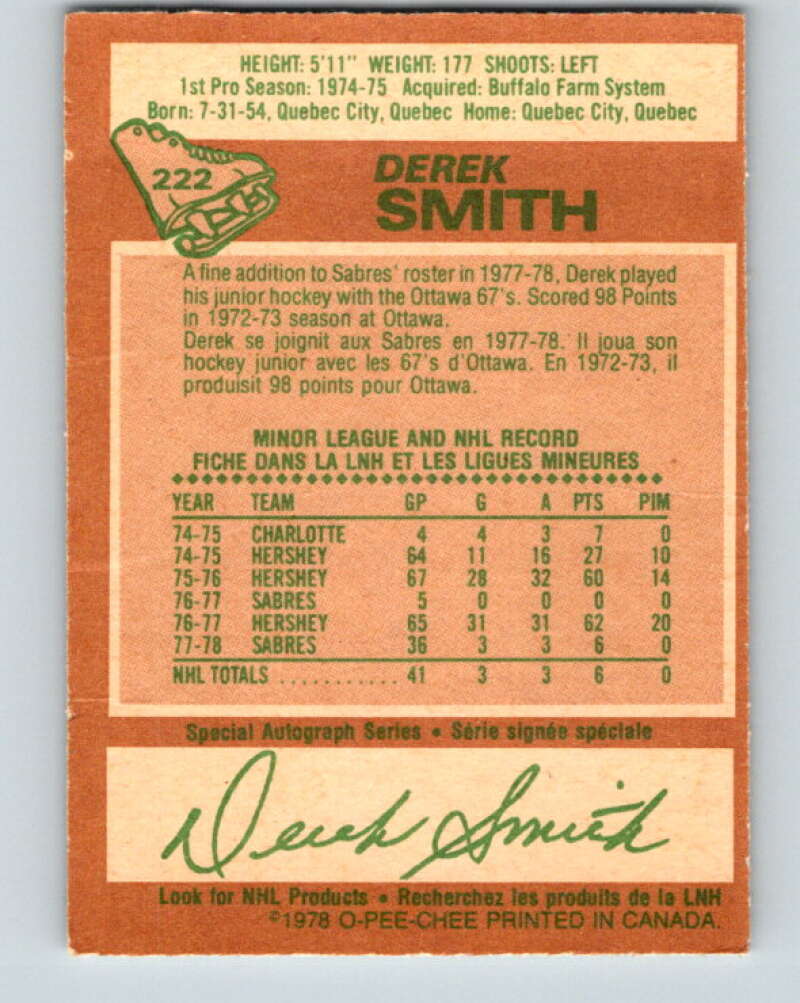 HEIGHT: 5'11" WEIGHT: 177 SHOOTS: LEFT
1st Pro Season: 1974-75 Acquired: Buffalo Farm System
Born: 7-31-54, Quebec City, Quebec Home: Quebec City, Quebec
222
DEREK
SMITH
A fine addition to Sabres' roster in 1977-78, Derek played
his junior hockey with the Ottawa 67's. Scored 98 Points
in 1972-73 season at Ottawa.
Derek se joignit aux Sabres en 1977-78. Il joua son
hockey junior avec les 67's d'Ottawa. En 1972-73, il
produisit 98 points pour Ottawa.
MINOR LEAGUE AND NHL RECORD
FICHE DANS LA LNH ET LES LIGUES MINEURES
YEAR TEAM GP G A PTS PIM
74-75 CHARLOTTE 4 4 3 7 0
74-75 HERSHEY 64 11 16 27 10
75-76 HERSHEY 67 28 32 60 14
76-77 SABRES 5 0 0 0 0
76-77 HERSHEY 65 31 31 62 20
77-78 SABRES 36 3 3 6 0
NHL TOTALS ........... 41 3 3 6 0
Special Autograph Series • Série signée spéciale
Derek Smith
Look for NHL Products • Recherchez les produits de la LNH
©1978 O-PEE-CHEE PRINTED IN CANADA.